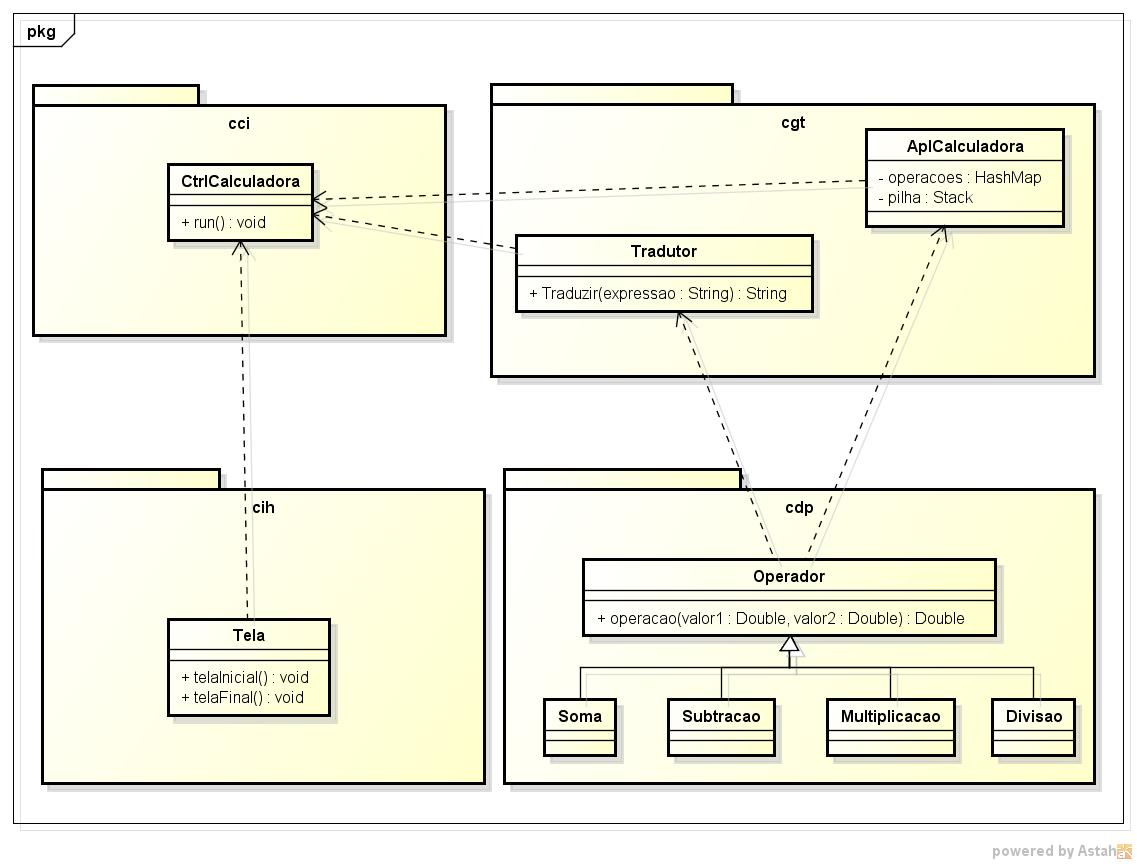 pkg
cci
CtrlCalculadora
+ run() : void
cgt
AplCalculadora
- operacoes : HashMap
- pilha : Stack
Tradutor
+ Traduzir(expressao : String) : String
cih
Tela
+ telaInicial() : void
+ telaFinal() : void
cdp
Operador
+ operacao(valor1 : Double, valor2 : Double) : Double
Soma
Subtracao
Multiplicacao
Divisao
powered by Astah